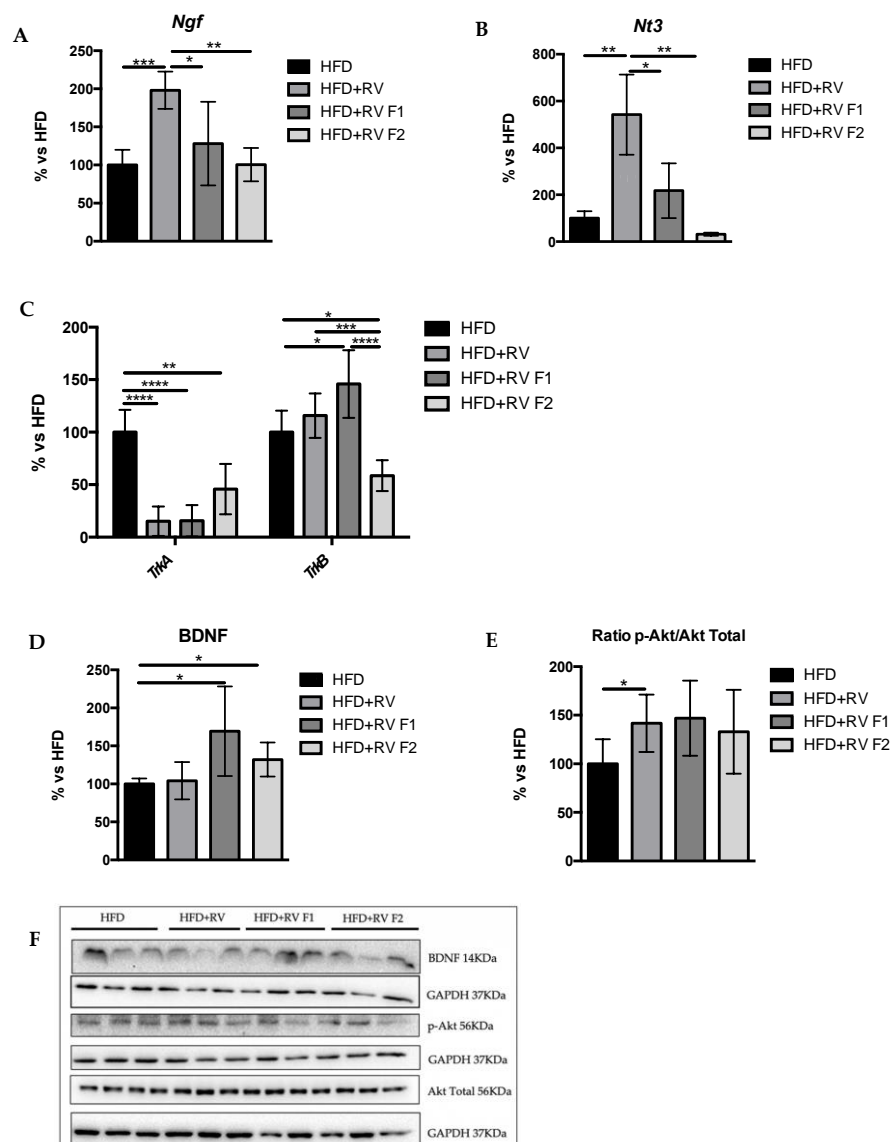 A
Ngf
% vs HFD
250
200
150
100
50
0
***
**
*
HFD
HFD+RV
HFD+RV F1
HFD+RV F2
B
Nt3
% vs HFD
800
600
400
200
0
**
**
*
HFD
HFD+RV
HFD+RV F1
HFD+RV F2
C
% vs HFD
200
150
100
50
0
**
****
****
*
***
*
****
TrkA
TrkB
HFD
HFD+RV
HFD+RV F1
HFD+RV F2
D
BDNF
% vs HFD
250
200
150
100
50
0
*
*
HFD
HFD+RV
HFD+RV F1
HFD+RV F2
E
Ratio p-Akt/Akt Total
% vs HFD
200
150
100
50
0
*
HFD
HFD+RV
HFD+RV F1
HFD+RV F2
F
HFD HFD+RV HFD+RV F1 HFD+RV F2
BDNF 14KDa
GAPDH 37KDa
p-Akt 56KDa
GAPDH 37KDa
Akt Total 56KDa
GAPDH 37KDa